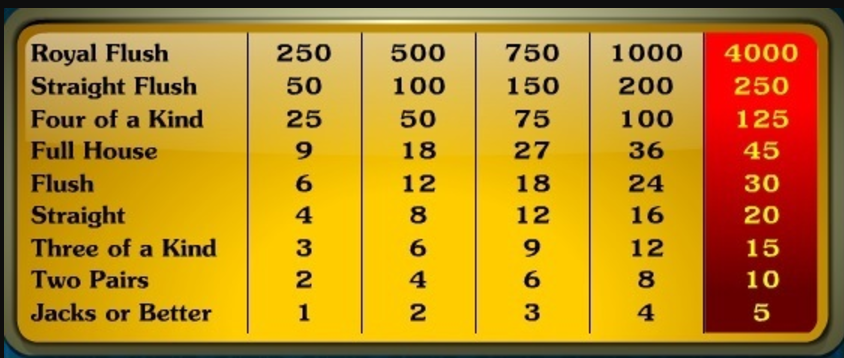 Royal Flush 250 500 750 1000 4000
Straight Flush 50 100 150 200 250
Four of a Kind 25 50 75 100 125
Full House 9 18 27 36 45
Flush 6 12 18 24 30
Straight 4 8 12 16 20
Three of a Kind 3 6 9 12 15
Two Pairs 2 4 6 8 10
Jacks or Better 1 2 3 4 5